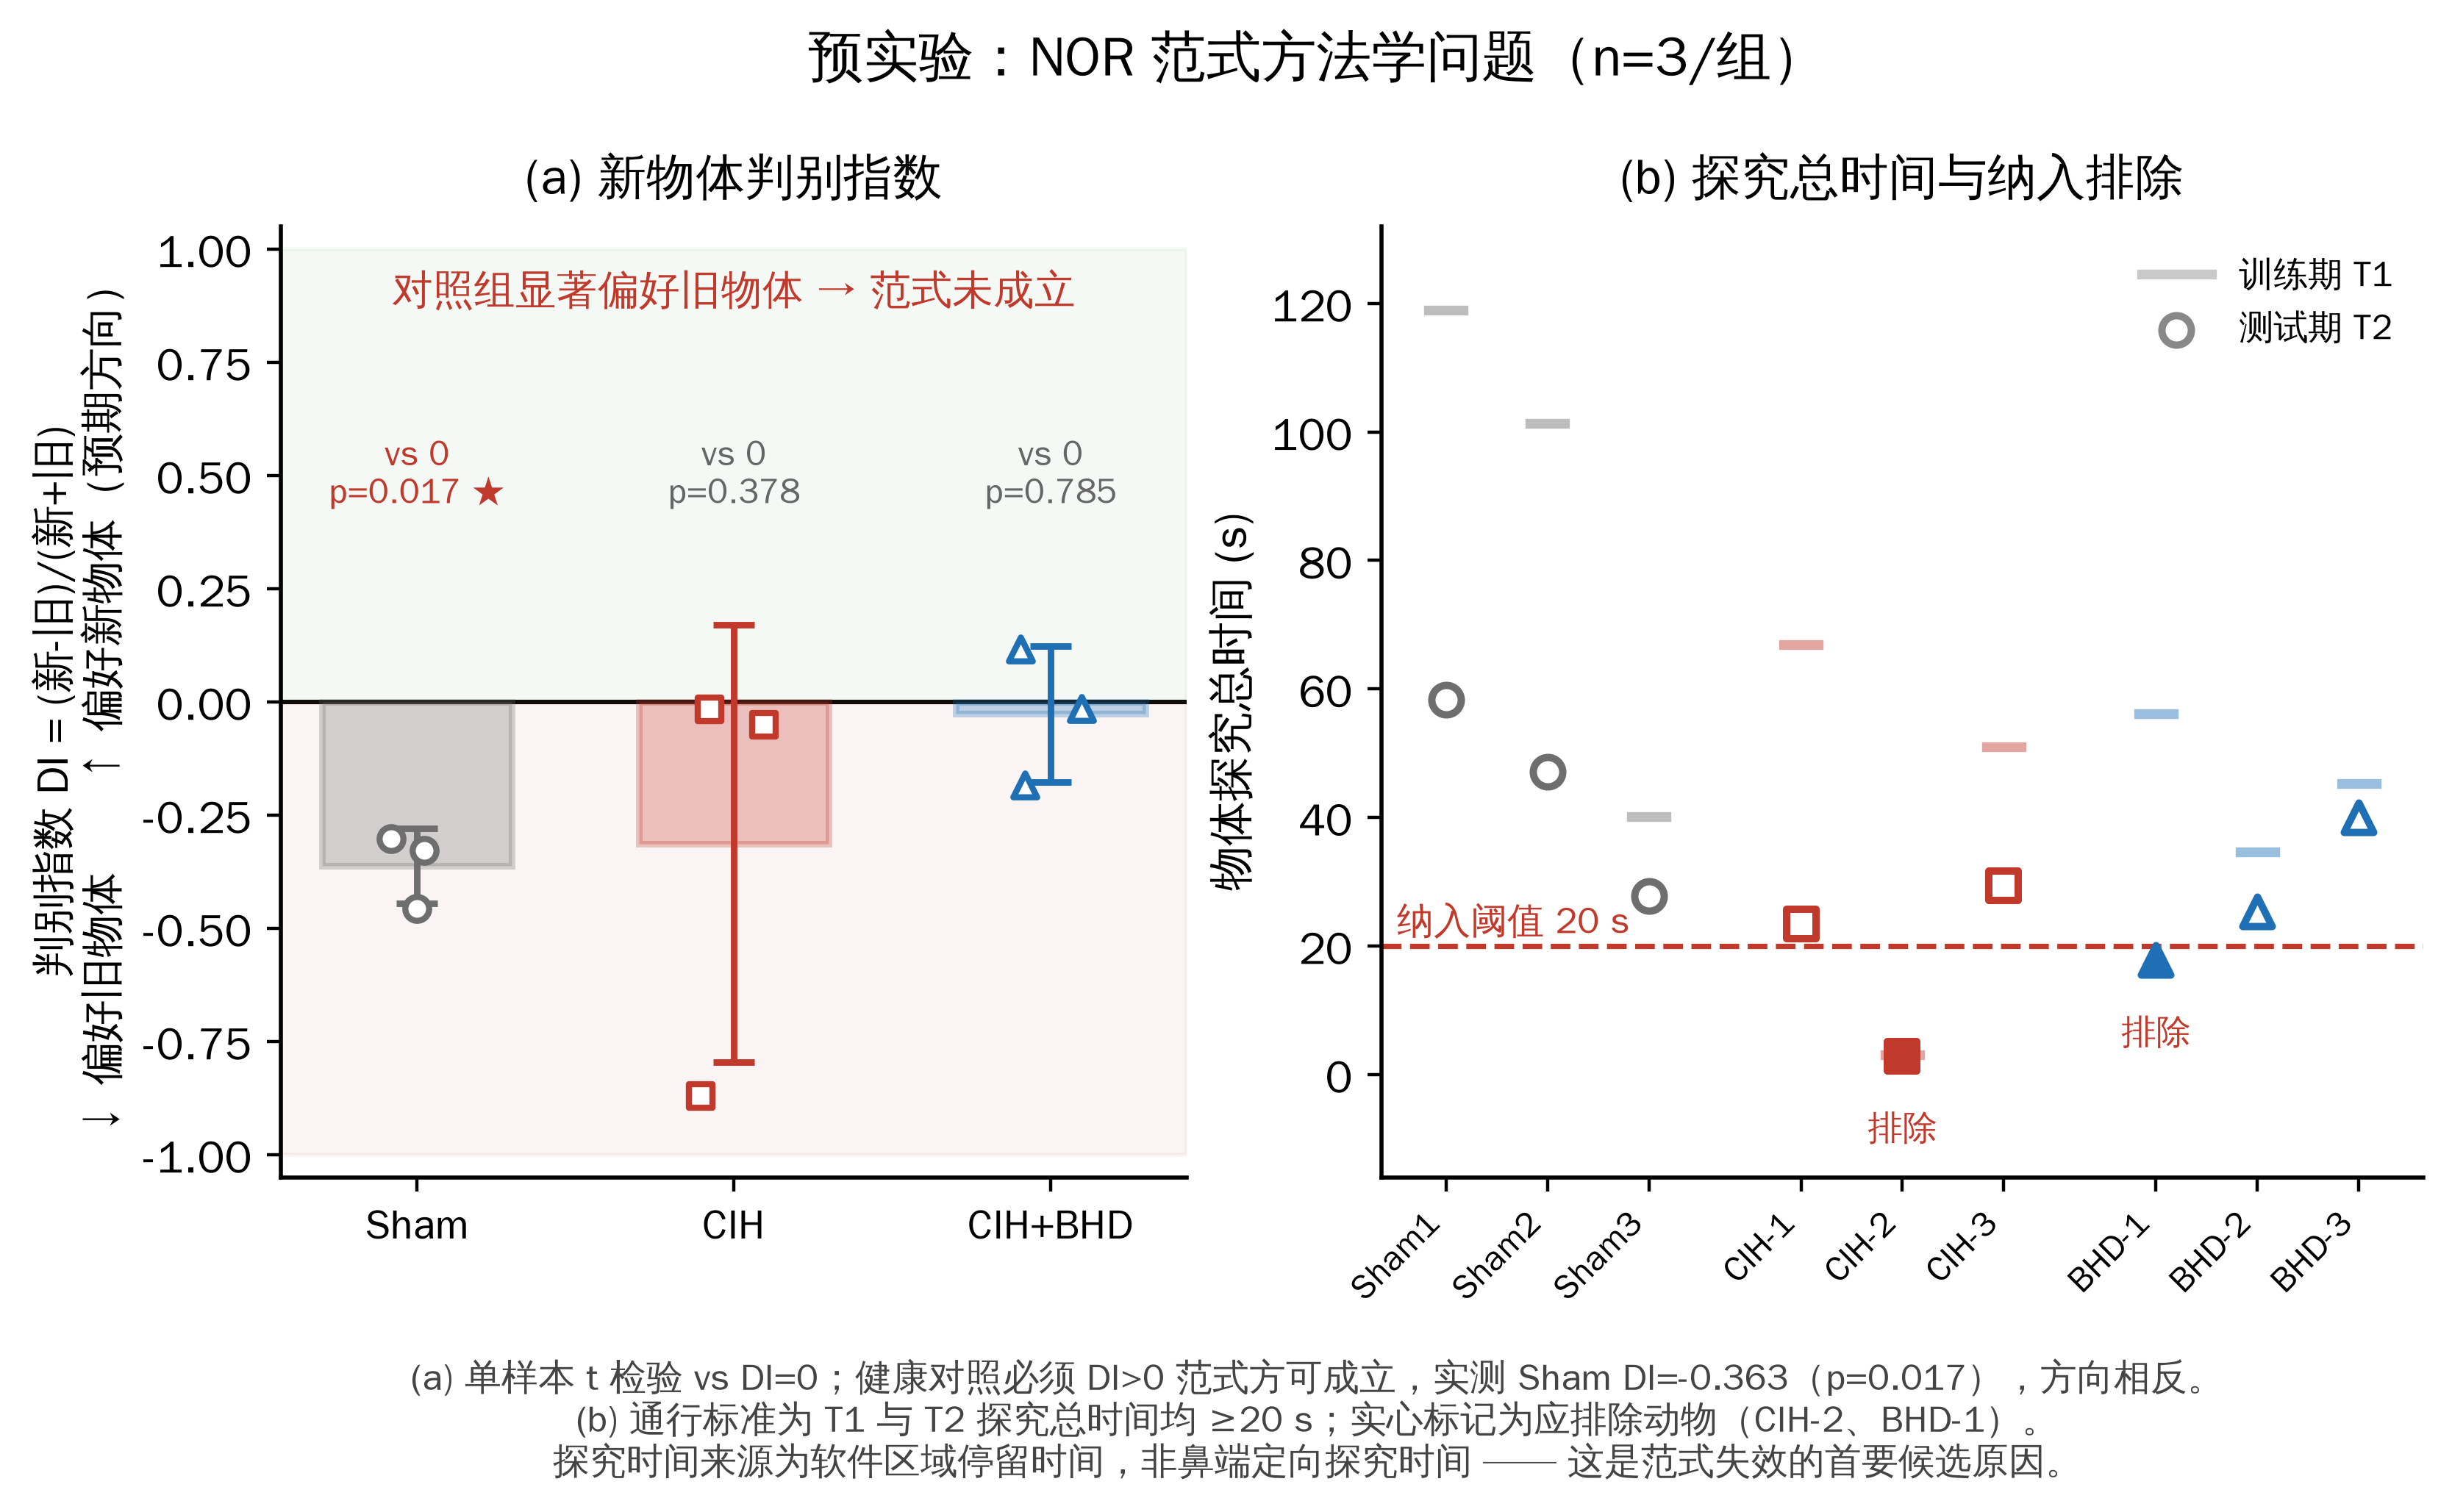 预实验：NOR 范式方法学问题（n=3/组）
(a) 新物体判别指数
判别指数 DI = (新-旧)/(新+旧)
↓ 偏好旧物体　　↑ 偏好新物体（预期方向）
1.00
0.75
0.50
0.25
0.00
-0.25
-0.50
-0.75
-1.00
对照组显著偏好旧物体 → 范式未成立
vs 0
p=0.017 ★
vs 0
p=0.378
vs 0
p=0.785
Sham
CIH
CIH+BHD
(b) 探究总时间与纳入排除
物体探究总时间 (s)
120
100
80
60
40
20
0
训练期 T1
测试期 T2
纳入阈值 20 s
排除
排除
Sham1
Sham2
Sham3
CIH-1
CIH-2
CIH-3
BHD-1
BHD-2
BHD-3
(a) 单样本 t 检验 vs DI=0；健康对照必须 DI>0 范式方可成立，实测 Sham DI=-0.363（p=0.017），方向相反。
(b) 通行标准为 T1 与 T2 探究总时间均 ≥20 s；实心标记为应排除动物（CIH-2、BHD-1）。
探究时间来源为软件区域停留时间，非鼻端定向探究时间 —— 这是范式失效的首要候选原因。